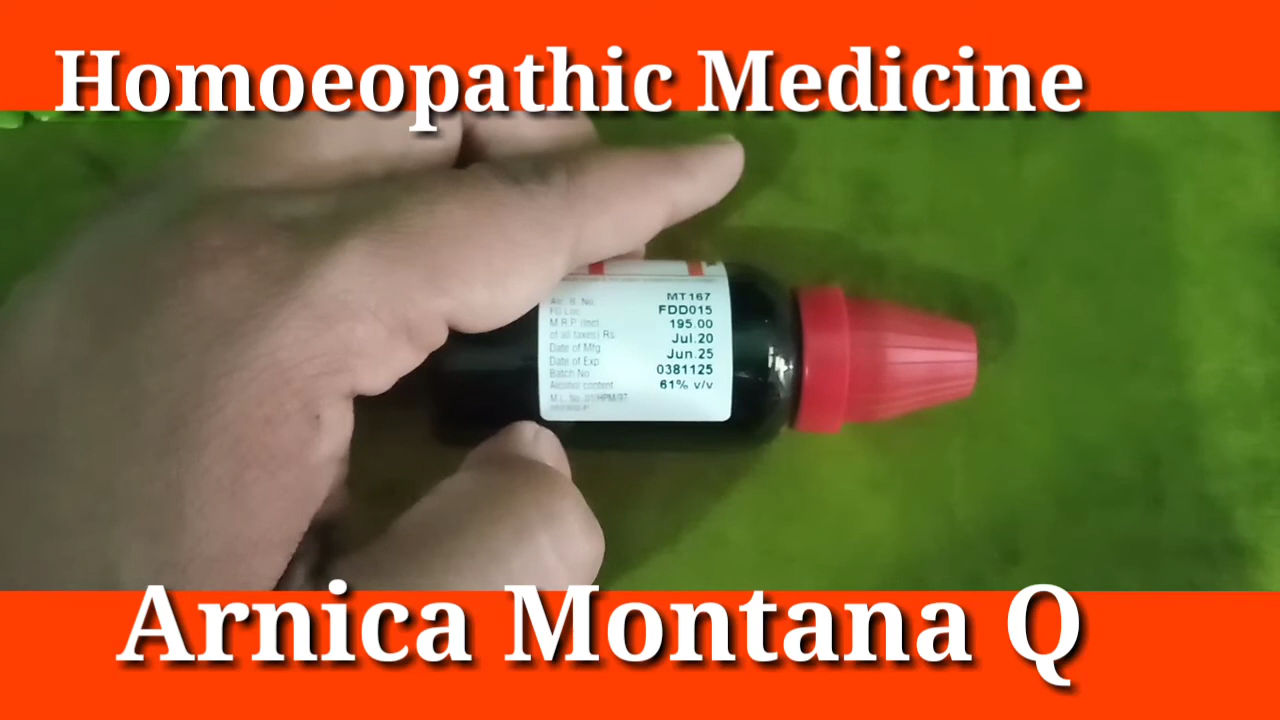 Homoeopathic Medicine
MT167
FDD015
M.R.P. (Incl. 195.00
of all taxes) Rs.
Jul.20
Date of Mfg. Jun.25
Date of Exp.
Batch No. 0381125
Alcohol content 61% v/v
M.L. No.
Arnica Montana Q